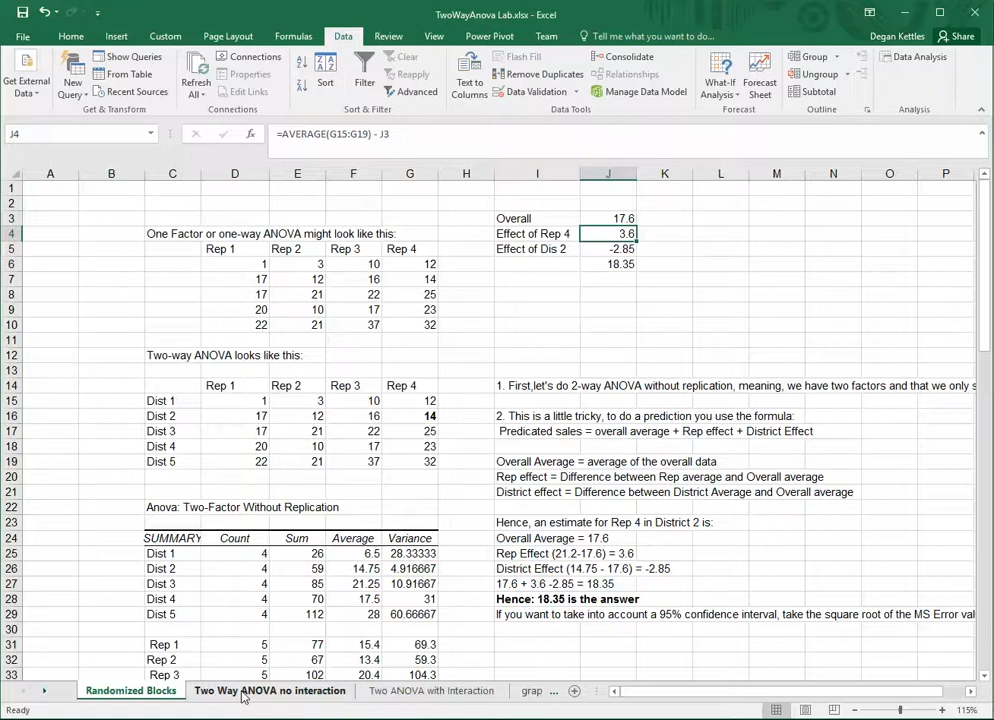 TwoWayAnova Lab.xlsx - Excel
File Home Insert Custom Page Layout Formulas Data Review View Power Pivot Team Tell me what you want to do... Degan Kettles Share
Get External Data
New Query
Show Queries
From Table
Recent Sources
Get & Transform
Refresh All
Connections
Properties
Edit Links
Connections
Sort
Filter
Clear
Reapply
Advanced
Sort & Filter
Text to Columns
Flash Fill
Remove Duplicates
Data Validation
Consolidate
Relationships
Manage Data Model
Data Tools
What-If Analysis
Forecast Sheet
Forecast
Group
Ungroup
Subtotal
Outline
Data Analysis
Analysis
J4 fx =AVERAGE(G15:G19) - J3
A B C D E F G H I J K L M N O P
1
2
3 Overall 17.6
4 One Factor or one-way ANOVA might look like this: Effect of Rep 4 3.6
5 Rep 1 Rep 2 Rep 3 Rep 4 Effect of Dis 2 -2.85
6 1 3 10 12 18.35
7 17 12 16 14
8 17 21 22 25
9 20 10 17 23
10 22 21 37 32
11
12 Two-way ANOVA looks like this:
13
14 Rep 1 Rep 2 Rep 3 Rep 4 1. First,let's do 2-way ANOVA without replication, meaning, we have two factors and that we only s
15 Dist 1 1 3 10 12
16 Dist 2 17 12 16 14 2. This is a little tricky, to do a prediction you use the formula:
17 Dist 3 17 21 22 25 Predicated sales = overall average + Rep effect + District Effect
18 Dist 4 20 10 17 23
19 Dist 5 22 21 37 32 Overall Average = average of the overall data
20 Rep effect = Difference between Rep average and Overall average
21 District effect = Difference between District Average and Overall average
22 Anova: Two-Factor Without Replication
23 Hence, an estimate for Rep 4 in District 2 is:
24 SUMMARY Count Sum Average Variance Overall Average = 17.6
25 Dist 1 4 26 6.5 28.33333 Rep Effect (21.2-17.6) = 3.6
26 Dist 2 4 59 14.75 4.916667 District Effect (14.75 - 17.6) = -2.85
27 Dist 3 4 85 21.25 10.91667 17.6 + 3.6 -2.85 = 18.35
28 Dist 4 4 70 17.5 31 Hence: 18.35 is the answer
29 Dist 5 4 112 28 60.66667 If you want to take into account a 95% confidence interval, take the square root of the MS Error val
30
31 Rep 1 5 77 15.4 69.3
32 Rep 2 5 67 13.4 59.3
33 Rep 3 5 102 20.4 104.3
Randomized Blocks Two Way ANOVA no interaction Two ANOVA with Interaction grap ...
Ready 115%